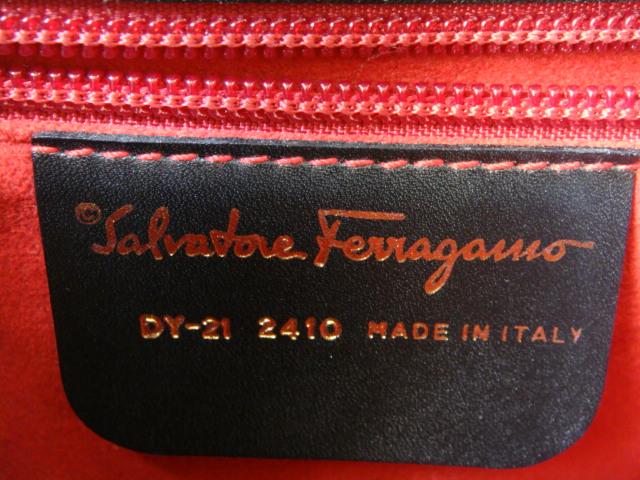 © Salvatore Ferragamo
DY-21 2410 MADE IN ITALY